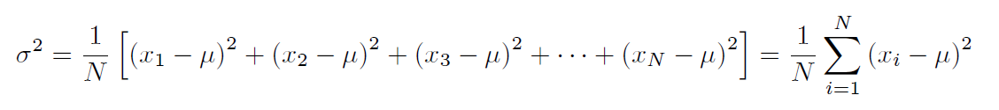 σ² = 1/N [(x₁ − μ)² + (x₂ − μ)² + (x₃ − μ)² + ⋯ + (x_N − μ)²] = 1/N ∑_{i=1}^{N} (x_i − μ)²